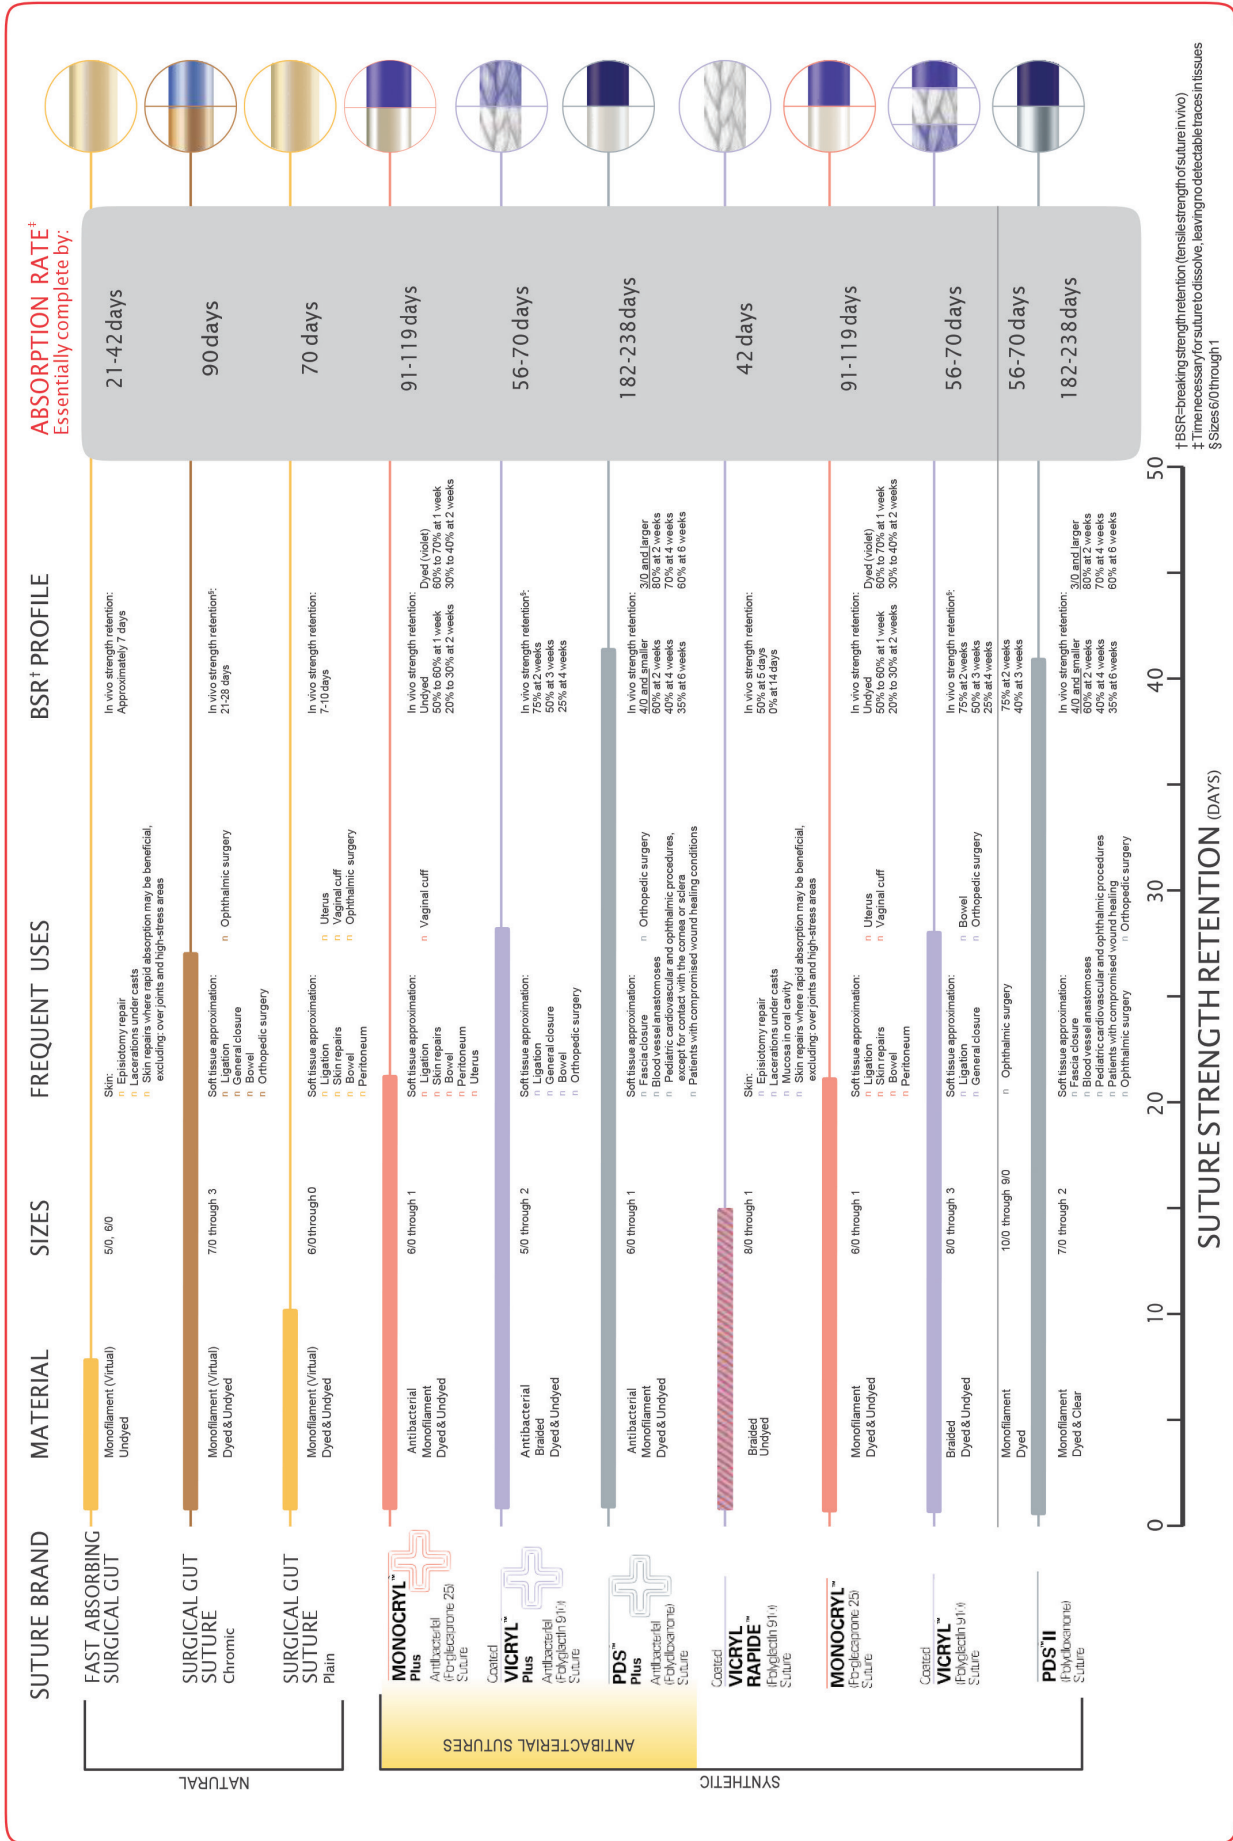 SUTURE BRAND
MATERIAL
SIZES
FREQUENT USES
BSR† PROFILE
ABSORPTION RATE‡
Essentially complete by:
NATURAL
FAST ABSORBING
SURGICAL GUT
Monofilament (Virtual)
Undyed
5/0, 6/0
Skin:
n Episiotomy repair
n Lacerations under casts
n Skin repairs where rapid absorption may be beneficial,
excluding: over joints and high-stress areas
In vivo strength retention:
Approximately 7 days
21-42 days
SURGICAL GUT
SUTURE
Chromic
Monofilament (Virtual)
Dyed & Undyed
7/0 through 3
Soft tissue approximation:
n Ligation
n General closure
n Bowel
n Orthopedic surgery
n Ophthalmic surgery
In vivo strength retention§:
21-28 days
90 days
SURGICAL GUT
SUTURE
Plain
Monofilament (Virtual)
Dyed & Undyed
6/0 through 0
Soft tissue approximation:
n Ligation
n Skin repairs
n Bowel
n Peritoneum
n Uterus
n Vaginal cuff
n Ophthalmic surgery
In vivo strength retention:
7-10 days
70 days
SYNTHETIC
ANTIBACTERIAL SUTURES
MONOCRYL™
Plus
Antibacterial
(Poliglecaprone 25)
Suture
Antibacterial
Monofilament
Dyed & Undyed
6/0 through 1
Soft tissue approximation:
n Ligation
n Skin repairs
n Bowel
n Peritoneum
n Uterus
n Vaginal cuff
In vivo strength retention:
Undyed
50% to 60% at 1 week
20% to 30% at 2 weeks
Dyed (violet)
60% to 70% at 1 week
30% to 40% at 2 weeks
91-119 days
Coated
VICRYL™
Plus
Antibacterial
(Polyglactin 910)
Suture
Antibacterial
Braided
Dyed & Undyed
5/0 through 2
Soft tissue approximation:
n Ligation
n General closure
n Bowel
n Orthopedic surgery
In vivo strength retention§:
75% at 2 weeks
50% at 3 weeks
25% at 4 weeks
56-70 days
PDS™
Plus
Antibacterial
(Polydioxanone)
Suture
Antibacterial
Monofilament
Dyed & Undyed
6/0 through 1
Soft tissue approximation:
n Fascia closure
n Blood vessel anastomoses
n Pediatric cardiovascular and ophthalmic procedures,
except for contact with the cornea or sclera
n Patients with compromised wound healing conditions
n Orthopedic surgery
In vivo strength retention:
4/0 and smaller
60% at 2 weeks
40% at 4 weeks
35% at 6 weeks
3/0 and larger
80% at 2 weeks
70% at 4 weeks
60% at 6 weeks
182-238 days
Coated
VICRYL
RAPIDE™
(Polyglactin 910)
Suture
Braided
Undyed
8/0 through 1
Skin:
n Episiotomy repair
n Lacerations under casts
n Mucosa in oral cavity
n Skin repairs where rapid absorption may be beneficial,
excluding: over joints and high-stress areas
In vivo strength retention:
50% at 5 days
0% at 14 days
42 days
MONOCRYL™
(Poliglecaprone 25)
Suture
Monofilament
Dyed & Undyed
6/0 through 1
Soft tissue approximation:
n Ligation
n Skin repairs
n Bowel
n Peritoneum
n Uterus
n Vaginal cuff
In vivo strength retention:
Undyed
50% to 60% at 1 week
20% to 30% at 2 weeks
Dyed (violet)
60% to 70% at 1 week
30% to 40% at 2 weeks
91-119 days
Coated
VICRYL™
(Polyglactin 910)
Suture
Braided
Dyed & Undyed
8/0 through 3
Soft tissue approximation:
n Ligation
n General closure
n Bowel
n Orthopedic surgery
In vivo strength retention§:
75% at 2 weeks
50% at 3 weeks
25% at 4 weeks
56-70 days
Monofilament
Dyed
10/0 through 9/0
n Ophthalmic surgery
75% at 2 weeks
40% at 3 weeks
56-70 days
PDS™II
(Polydioxanone)
Suture
Monofilament
Dyed & Clear
7/0 through 2
Soft tissue approximation:
n Fascia closure
n Blood vessel anastomoses
n Pediatric cardiovascular and ophthalmic procedures
n Patients with compromised wound healing
n Ophthalmic surgery
n Orthopedic surgery
In vivo strength retention:
4/0 and smaller
60% at 2 weeks
40% at 4 weeks
35% at 6 weeks
3/0 and larger
80% at 2 weeks
70% at 4 weeks
60% at 6 weeks
182-238 days
0 10 20 30 40 50
SUTURE STRENGTH RETENTION (DAYS)
† BSR=breaking strength retention (tensile strength of suture in vivo)
‡ Time necessary for suture to dissolve, leaving no detectable traces in tissues
§ Sizes 6/0 through 1